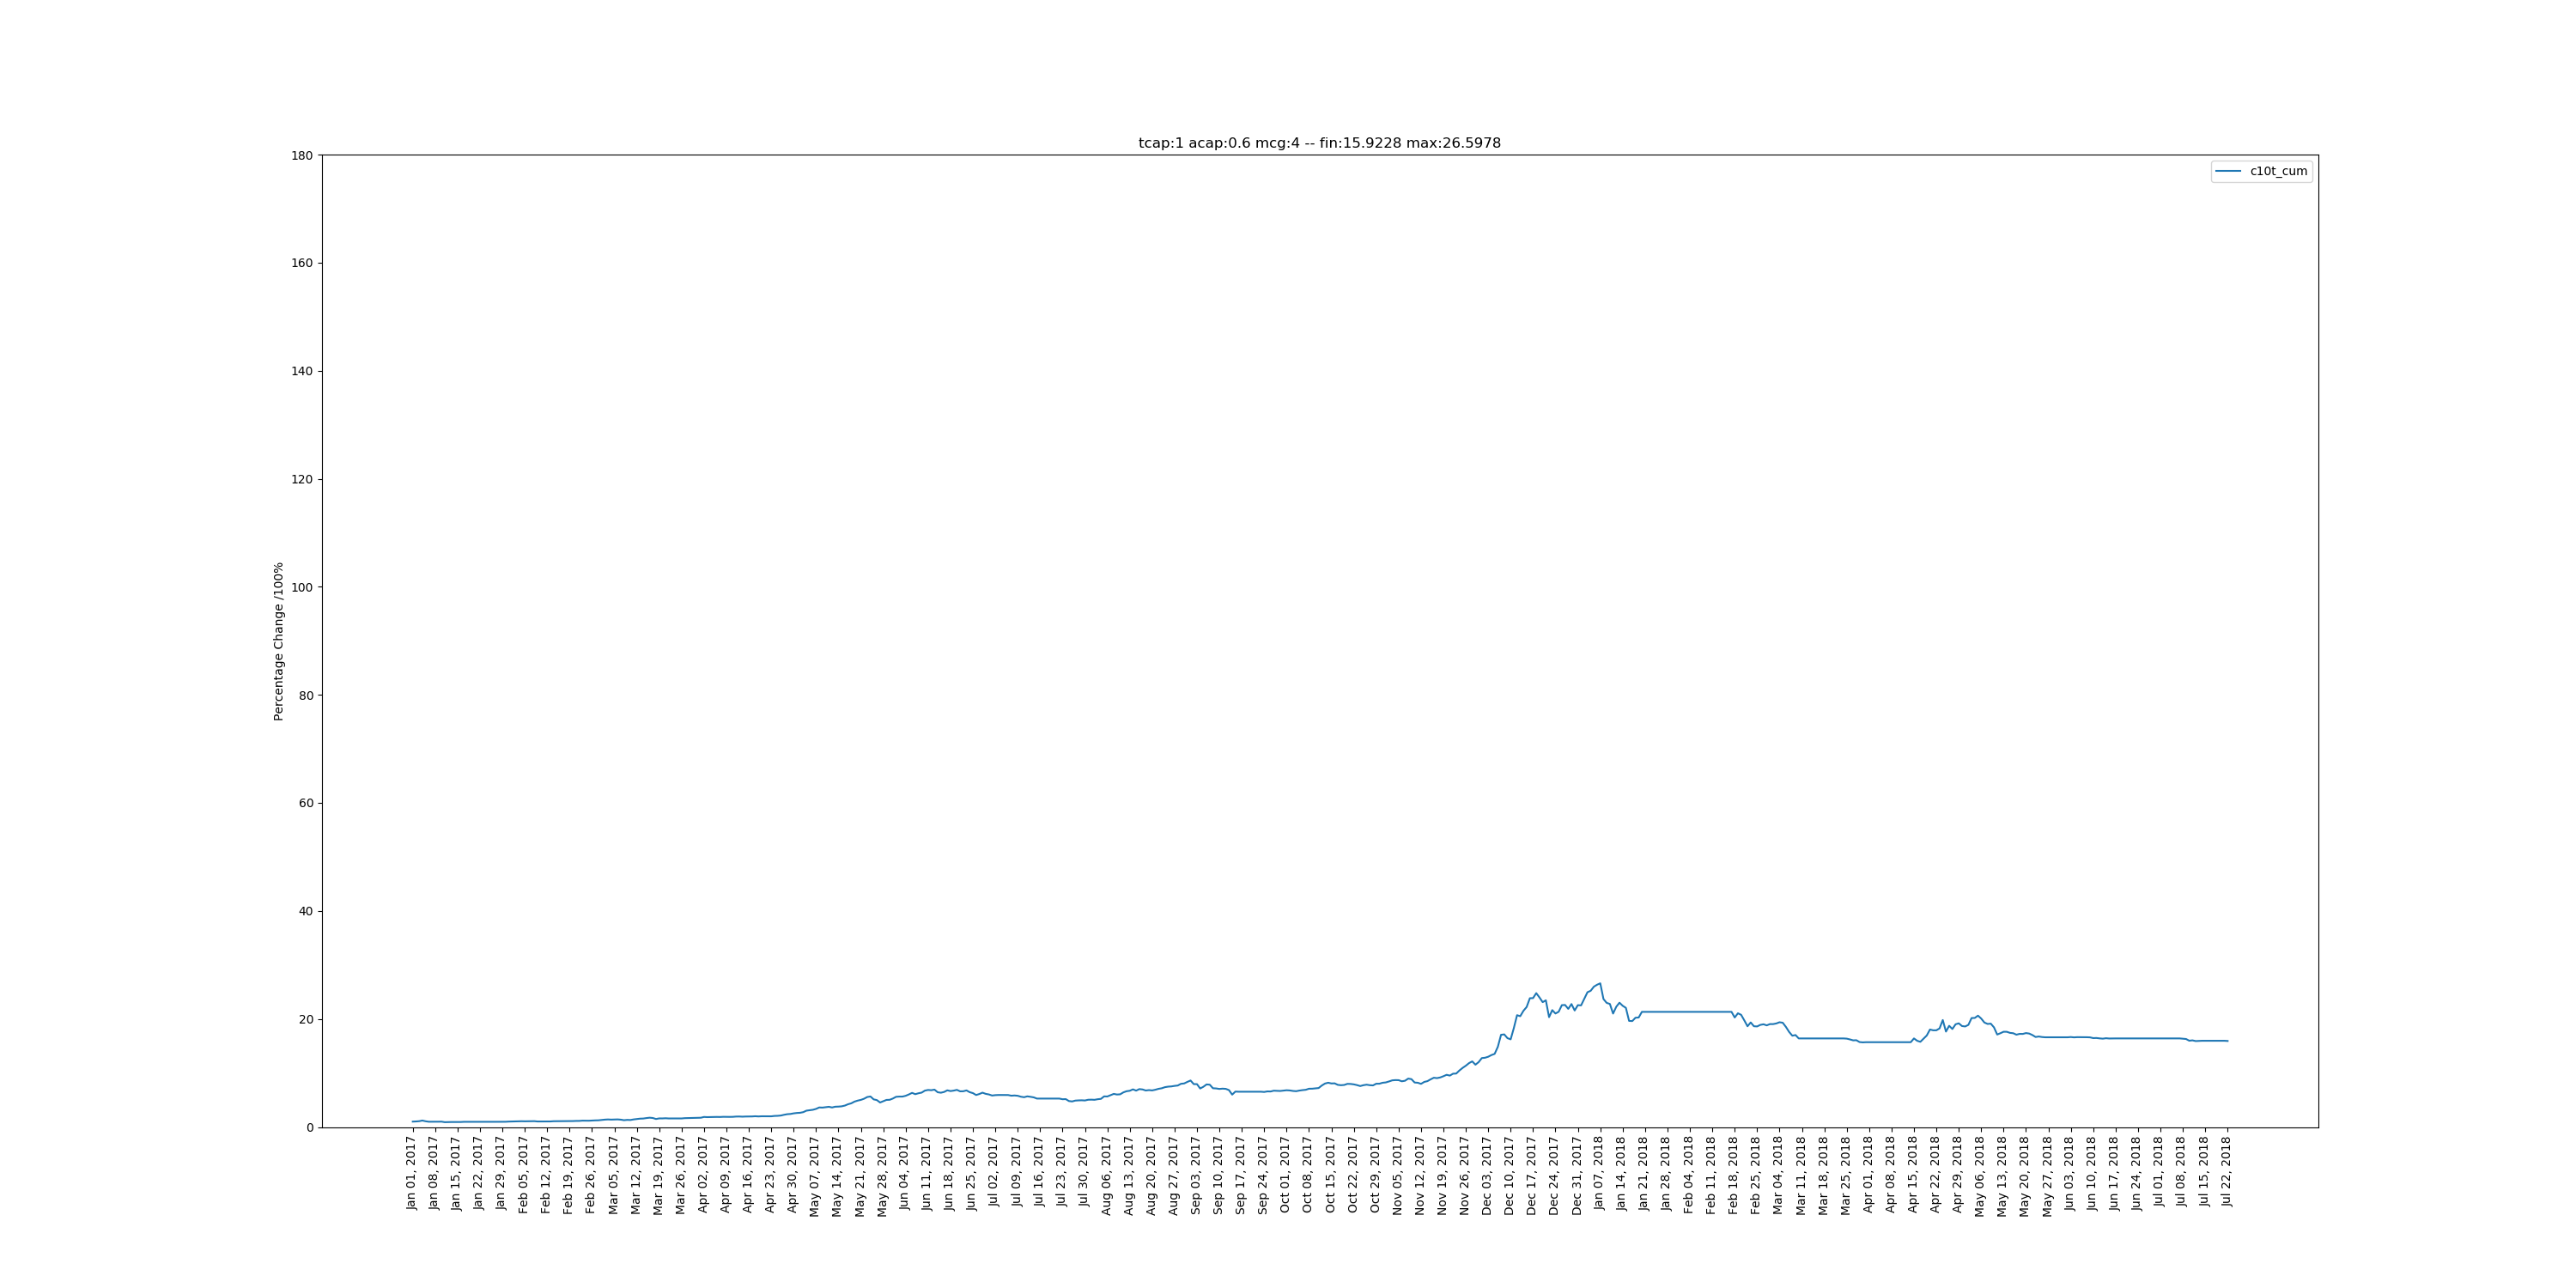 tcap:1 acap:0.6 mcg:4 -- fin:15.9228 max:26.5978
c10t_cum
Percentage Change /100%
180
160
140
120
100
80
60
40
20
0
Jan 01, 2017
Jan 08, 2017
Jan 15, 2017
Jan 22, 2017
Jan 29, 2017
Feb 05, 2017
Feb 12, 2017
Feb 19, 2017
Feb 26, 2017
Mar 05, 2017
Mar 12, 2017
Mar 19, 2017
Mar 26, 2017
Apr 02, 2017
Apr 09, 2017
Apr 16, 2017
Apr 23, 2017
Apr 30, 2017
May 07, 2017
May 14, 2017
May 21, 2017
May 28, 2017
Jun 04, 2017
Jun 11, 2017
Jun 18, 2017
Jun 25, 2017
Jul 02, 2017
Jul 09, 2017
Jul 16, 2017
Jul 23, 2017
Jul 30, 2017
Aug 06, 2017
Aug 13, 2017
Aug 20, 2017
Aug 27, 2017
Sep 03, 2017
Sep 10, 2017
Sep 17, 2017
Sep 24, 2017
Oct 01, 2017
Oct 08, 2017
Oct 15, 2017
Oct 22, 2017
Oct 29, 2017
Nov 05, 2017
Nov 12, 2017
Nov 19, 2017
Nov 26, 2017
Dec 03, 2017
Dec 10, 2017
Dec 17, 2017
Dec 24, 2017
Dec 31, 2017
Jan 07, 2018
Jan 14, 2018
Jan 21, 2018
Jan 28, 2018
Feb 04, 2018
Feb 11, 2018
Feb 18, 2018
Feb 25, 2018
Mar 04, 2018
Mar 11, 2018
Mar 18, 2018
Mar 25, 2018
Apr 01, 2018
Apr 08, 2018
Apr 15, 2018
Apr 22, 2018
Apr 29, 2018
May 06, 2018
May 13, 2018
May 20, 2018
May 27, 2018
Jun 03, 2018
Jun 10, 2018
Jun 17, 2018
Jun 24, 2018
Jul 01, 2018
Jul 08, 2018
Jul 15, 2018
Jul 22, 2018